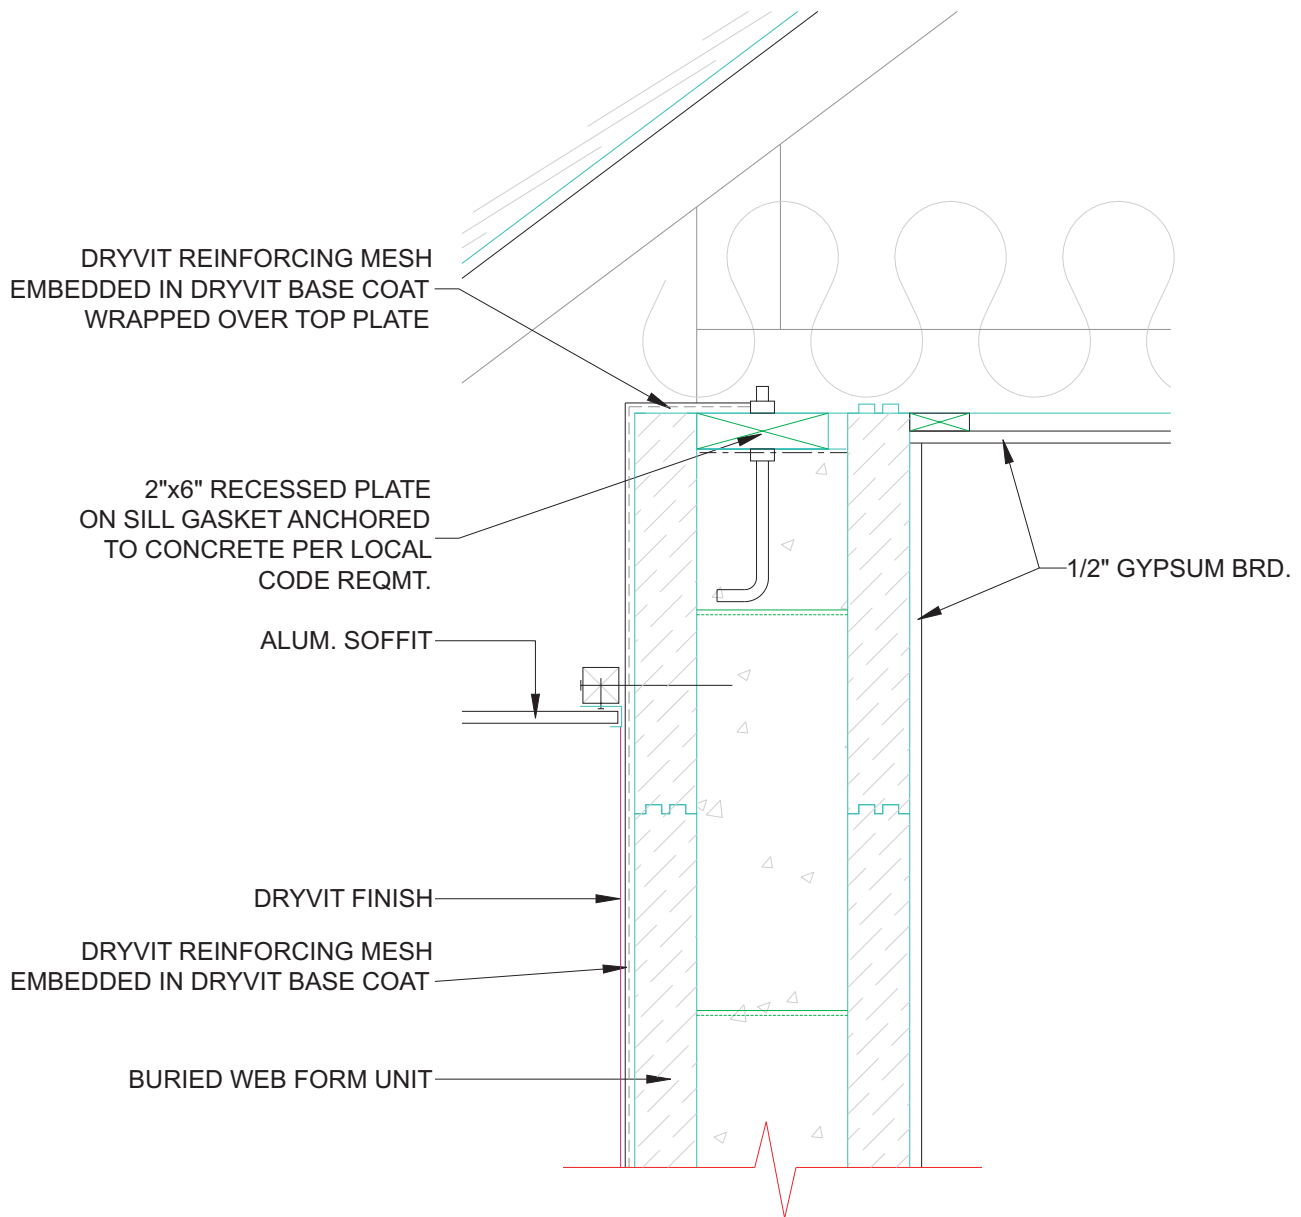 DRYVIT REINFORCING MESH
EMBEDDED IN DRYVIT BASE COAT
WRAPPED OVER TOP PLATE
2"x6" RECESSED PLATE
ON SILL GASKET ANCHORED
TO CONCRETE PER LOCAL
CODE REQMT.
1/2" GYPSUM BRD.
ALUM. SOFFIT
DRYVIT FINISH
DRYVIT REINFORCING MESH
EMBEDDED IN DRYVIT BASE COAT
BURIED WEB FORM UNIT